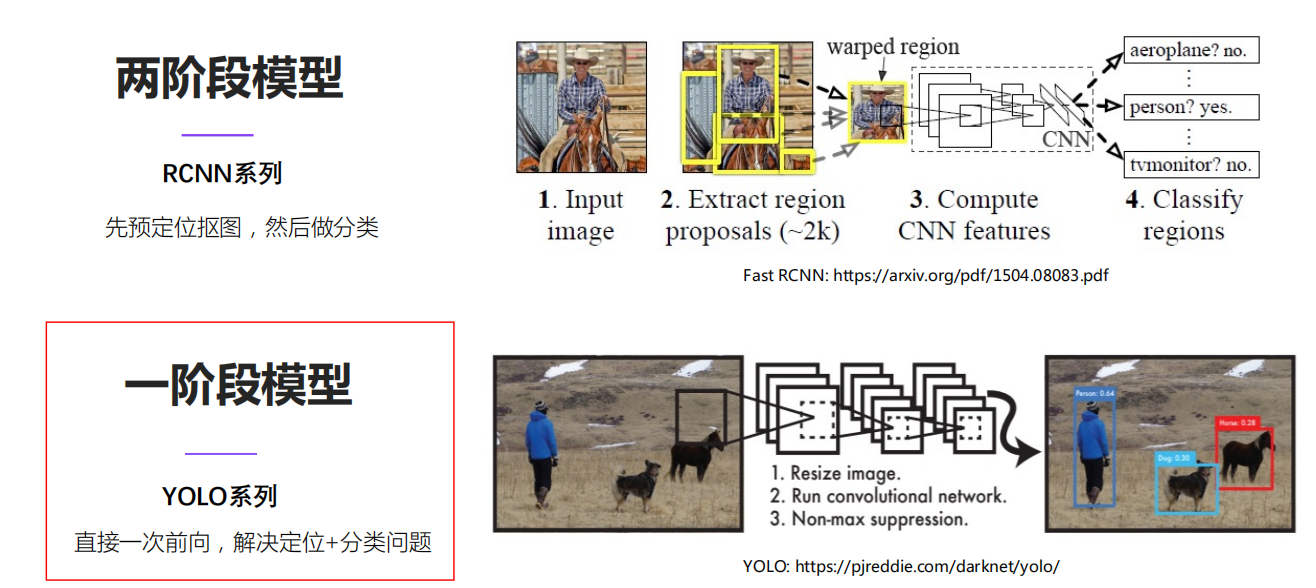 两阶段模型
RCNN系列
先预定位抠图，然后做分类
warped region
aeroplane? no.
person? yes.
CNN
tvmonitor? no.
1. Input
image
2. Extract region
proposals (~2k)
3. Compute
CNN features
4. Classify
regions
Fast RCNN: https://arxiv.org/pdf/1504.08083.pdf
一阶段模型
YOLO系列
直接一次前向，解决定位+分类问题
1. Resize image.
2. Run convolutional network.
3. Non-max suppression.
Person: 0.64
Horse: 0.28
Dog: 0.30
YOLO: https://pjreddie.com/darknet/yolo/